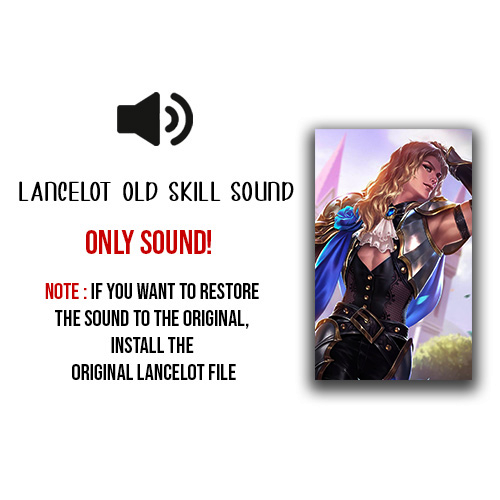 LANCELOT OLD SKILL SOUND
ONLY SOUND!
NOTE : IF YOU WANT TO RESTORE
THE SOUND TO THE ORIGINAL,
INSTALL THE
ORIGINAL LANCELOT FILE